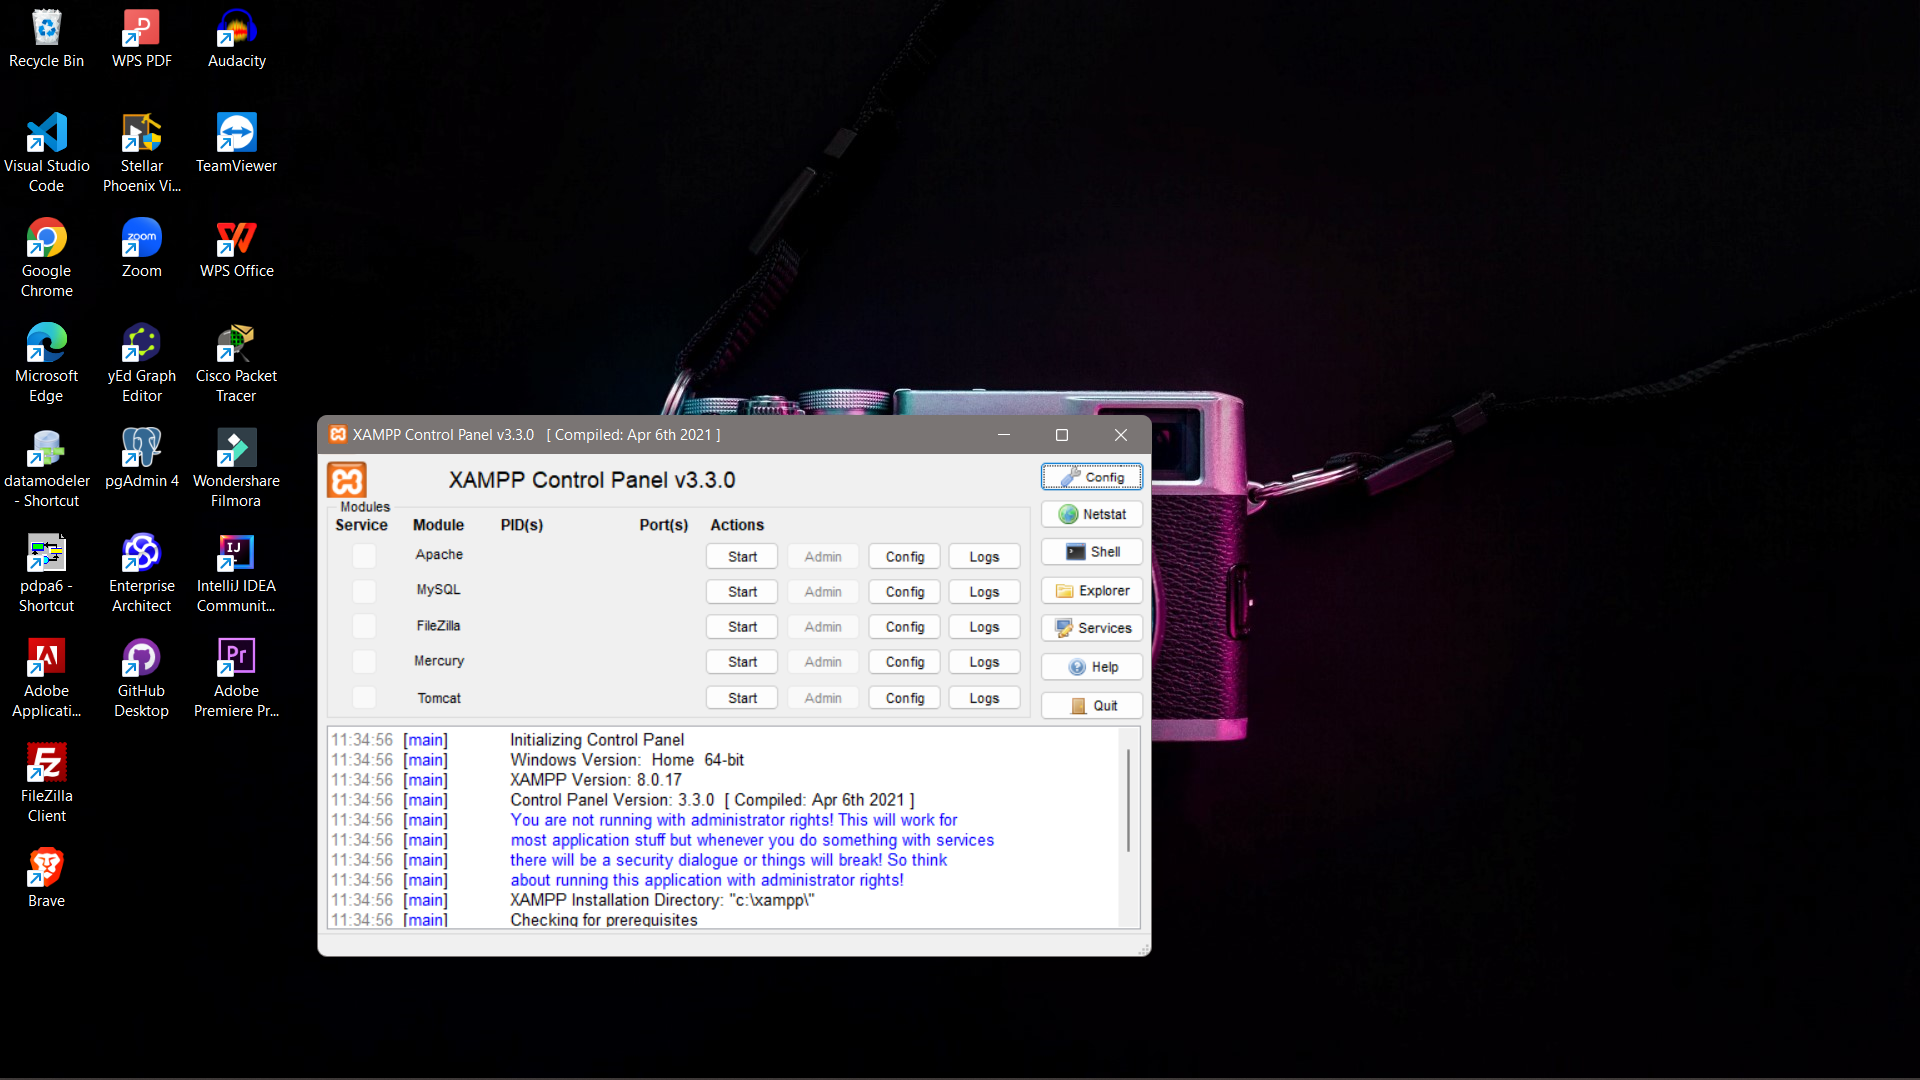 Recycle Bin
WPS PDF
Audacity
Visual Studio
Code
Stellar
Phoenix Vi...
TeamViewer
Google
Chrome
zoom
Zoom
WPS Office
Microsoft
Edge
yEd Graph
Editor
Cisco Packet
Tracer
datamodeler
- Shortcut
pgAdmin 4
Wondershare
Filmora
pdpa6 -
Shortcut
Enterprise
Architect
IJ
IntelliJ IDEA
Communit...
Adobe
Applicati...
GitHub
Desktop
Pr
Adobe
Premiere Pr...
Fz
FileZilla
Client
Brave
XAMPP Control Panel v3.3.0 [ Compiled: Apr 6th 2021 ]
XAMPP Control Panel v3.3.0
Config
Modules
Service Module PID(s) Port(s) Actions
Netstat
Apache Start Admin Config Logs
Shell
MySQL Start Admin Config Logs
Explorer
FileZilla Start Admin Config Logs
Services
Mercury Start Admin Config Logs
Help
Tomcat Start Admin Config Logs
Quit
11:34:56 [main] Initializing Control Panel
11:34:56 [main] Windows Version: Home 64-bit
11:34:56 [main] XAMPP Version: 8.0.17
11:34:56 [main] Control Panel Version: 3.3.0 [ Compiled: Apr 6th 2021 ]
11:34:56 [main] You are not running with administrator rights! This will work for
11:34:56 [main] most application stuff but whenever you do something with services
11:34:56 [main] there will be a security dialogue or things will break! So think
11:34:56 [main] about running this application with administrator rights!
11:34:56 [main] XAMPP Installation Directory: "c:\xampp\"
11:34:56 [main] Checking for prerequisites